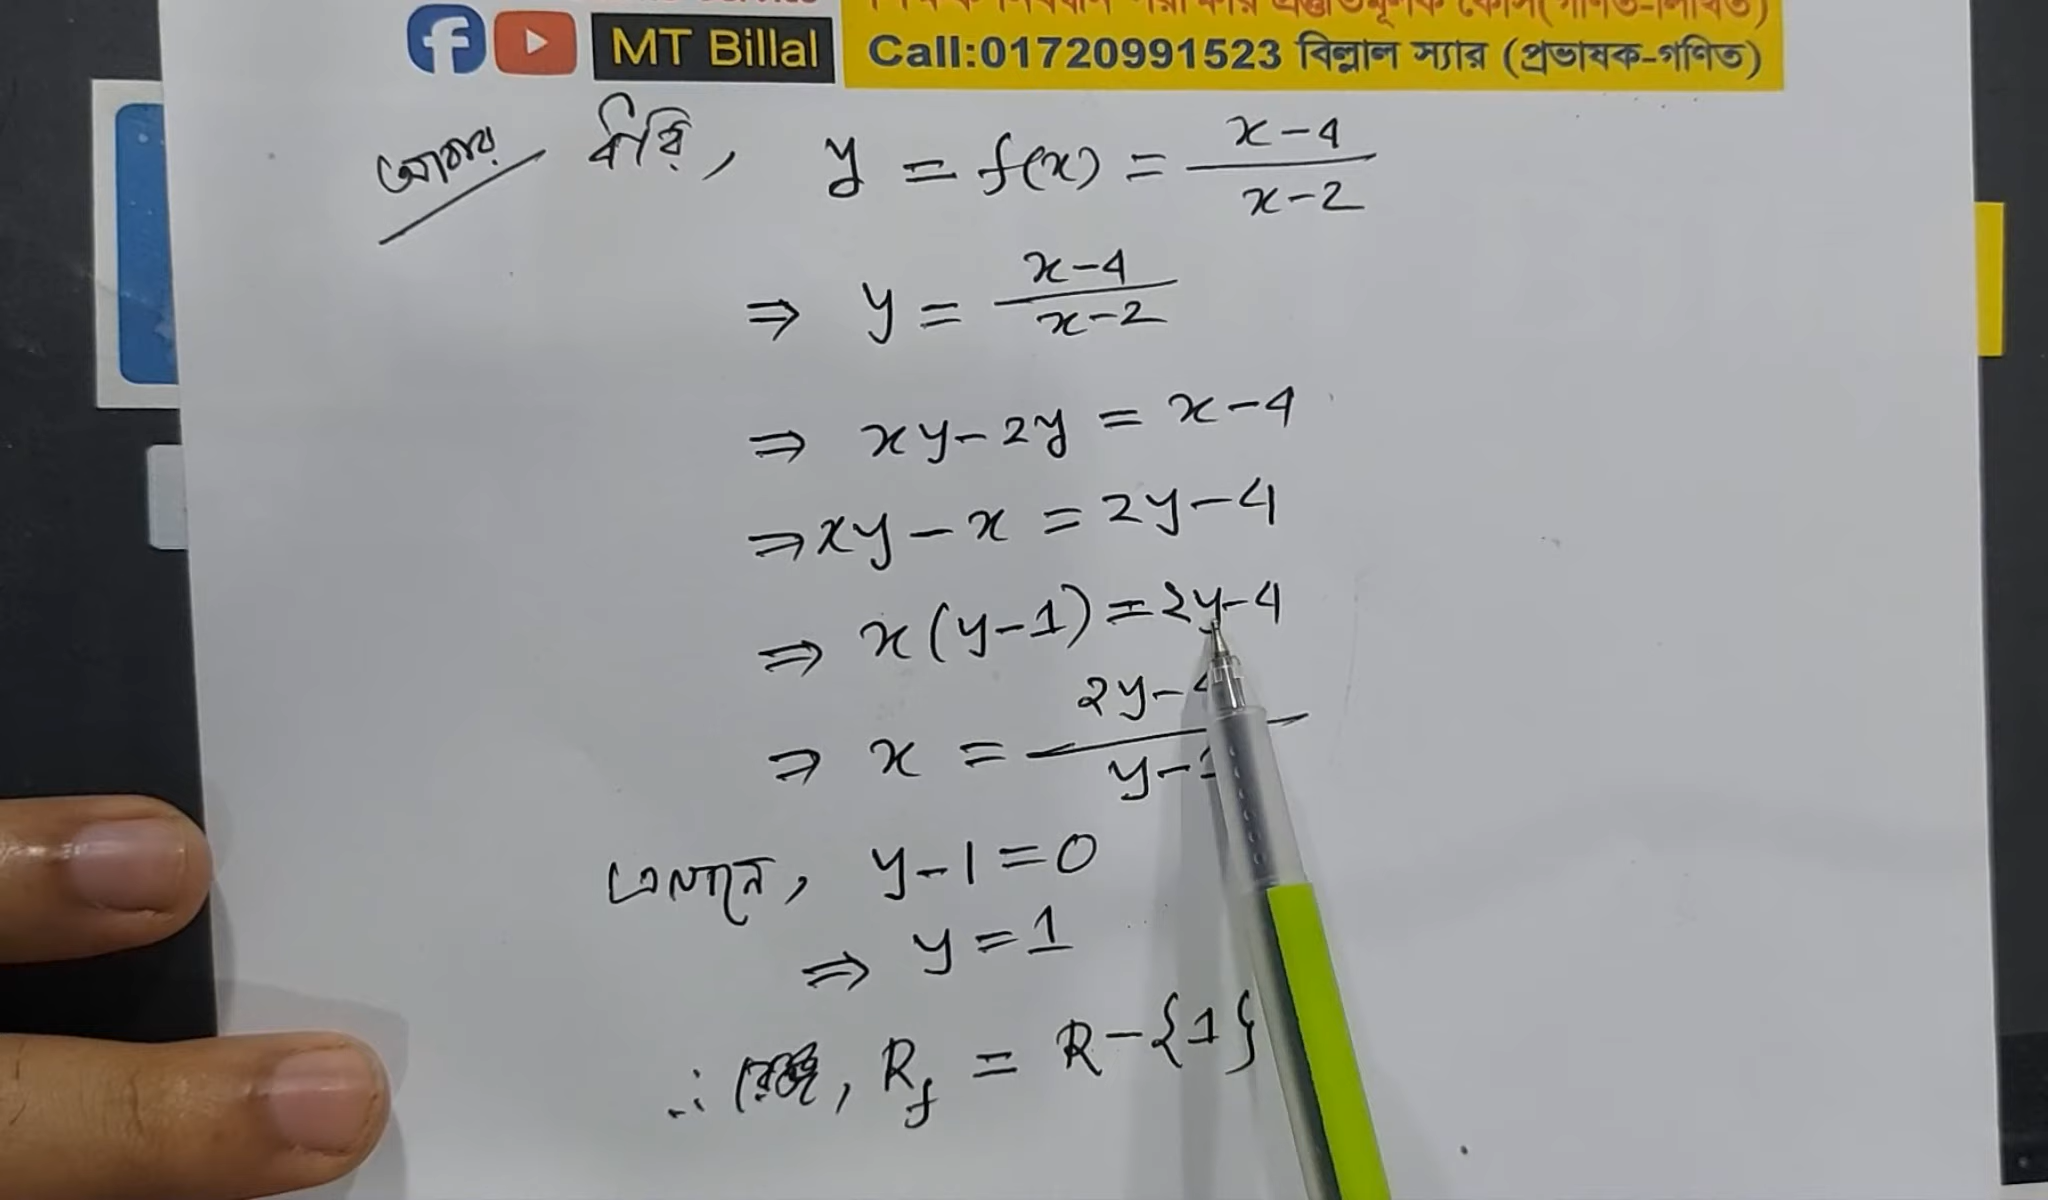 MT Billal
Call:01720991523 বিল্লাল স্যার (প্রভাষক-গণিত)
আবার ধরি, y = f(x) = x-4 / x-2
⇒ y = x-4 / x-2
⇒ xy-2y = x-4
⇒ xy-x = 2y-4
⇒ x(y-1) = 2y-4
⇒ x = 2y-4 / y-1
এখানে, y-1=0
⇒ y=1
∴ রেঞ্জ, R_f = R-{1}